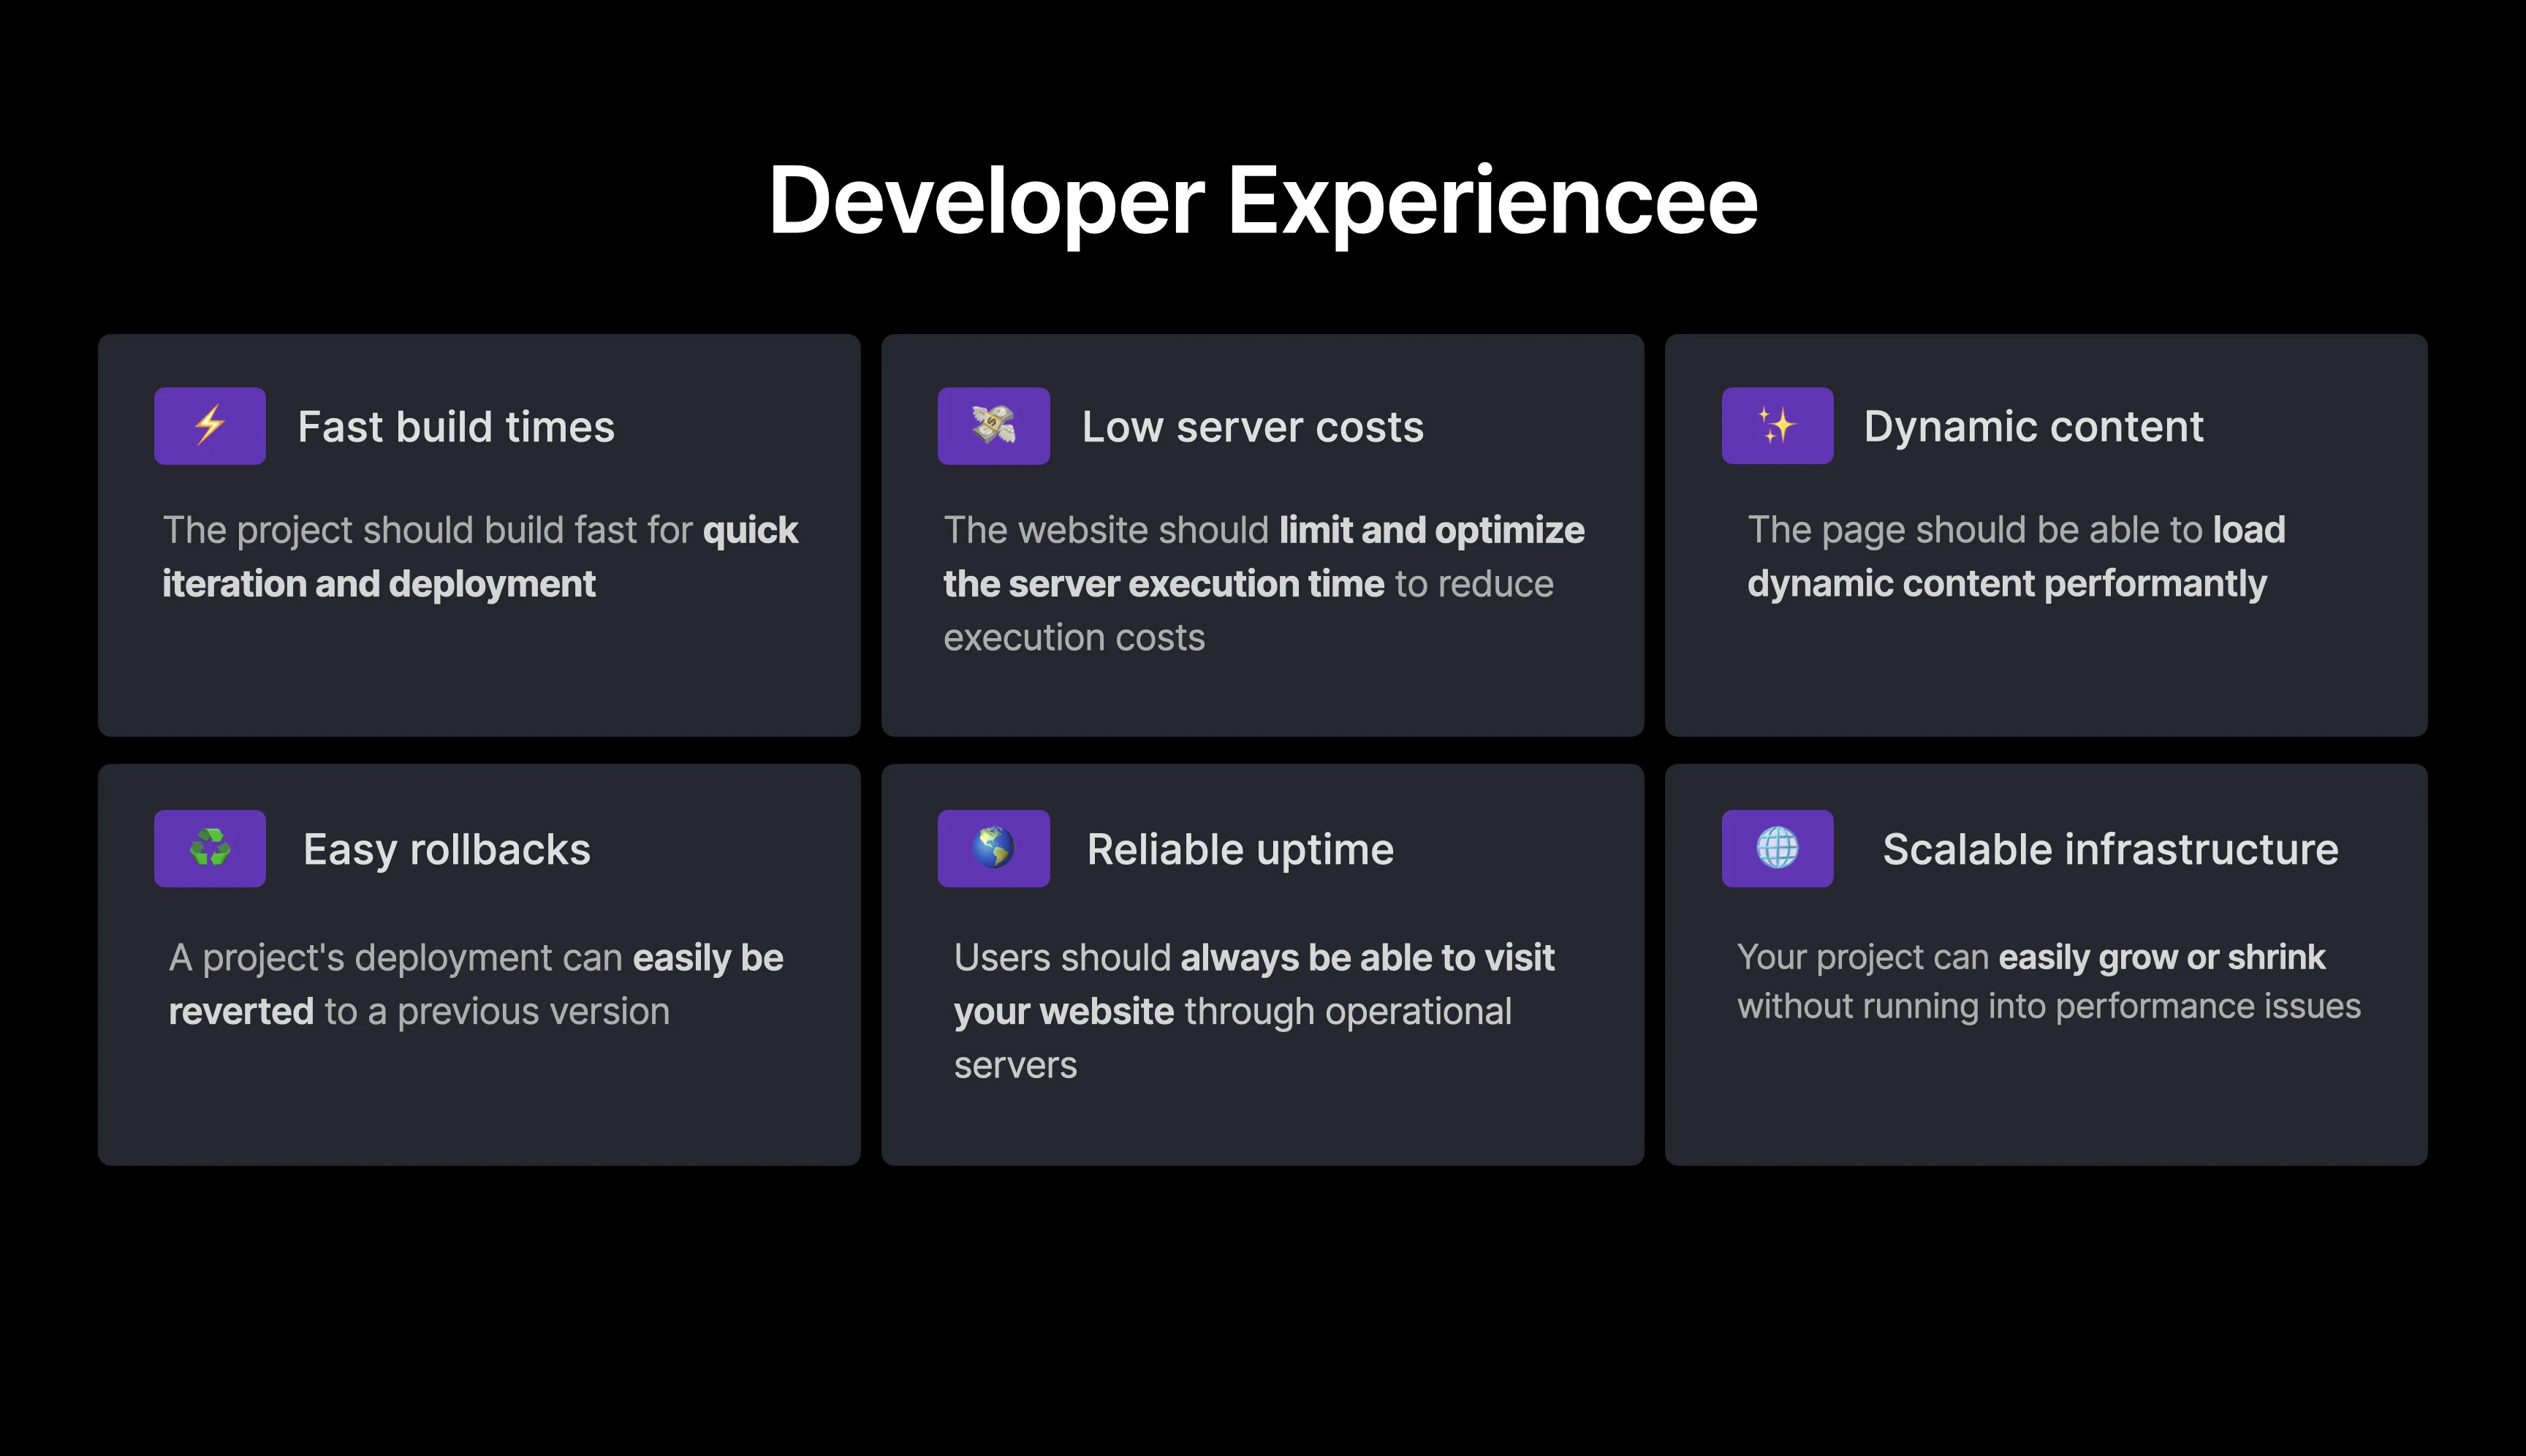 Developer Experiencee
Fast build times
The project should build fast for quick
iteration and deployment
Low server costs
The website should limit and optimize
the server execution time to reduce
execution costs
Dynamic content
The page should be able to load
dynamic content performantly
Easy rollbacks
A project's deployment can easily be
reverted to a previous version
Reliable uptime
Users should always be able to visit
your website through operational
servers
Scalable infrastructure
Your project can easily grow or shrink
without running into performance issues